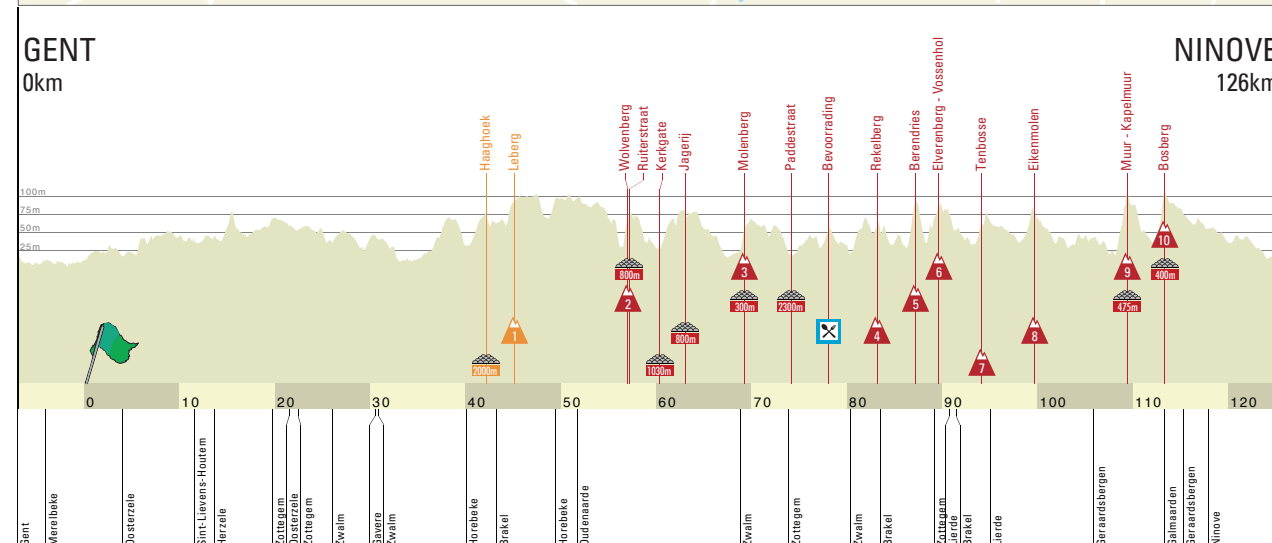 GENT
0km
NINOVE
126km
Haaghoek
Leberg
Wolvenberg
Ruiterstraat
Kerkgate
Jagerij
Molenberg
Paddestraat
Bevoorrading
Rekelberg
Berendries
Elverenberg - Vossenhol
Tenbosse
Eikenmolen
Muur - Kapelmuur
Bosberg
100m
75m
50m
25m
2000m
1
800m
2
1030m
800m
3
300m
2300m
4
5
6
7
8
9
475m
10
400m
0 10 20 30 40 50 60 70 80 90 100 110 120
Gent
Merelbeke
Oosterzele
Sint-Lievens-Houtem
Herzele
Zottegem
Oosterzele
Zottegem
Zwalm
Gavere
Zwalm
Horebeke
Brakel
Horebeke
Oudenaarde
Zwalm
Zottegem
Zwalm
Brakel
Zottegem
Lierde
Brakel
Lierde
Geraardsbergen
Galmaarden
Geraardsbergen
Ninove